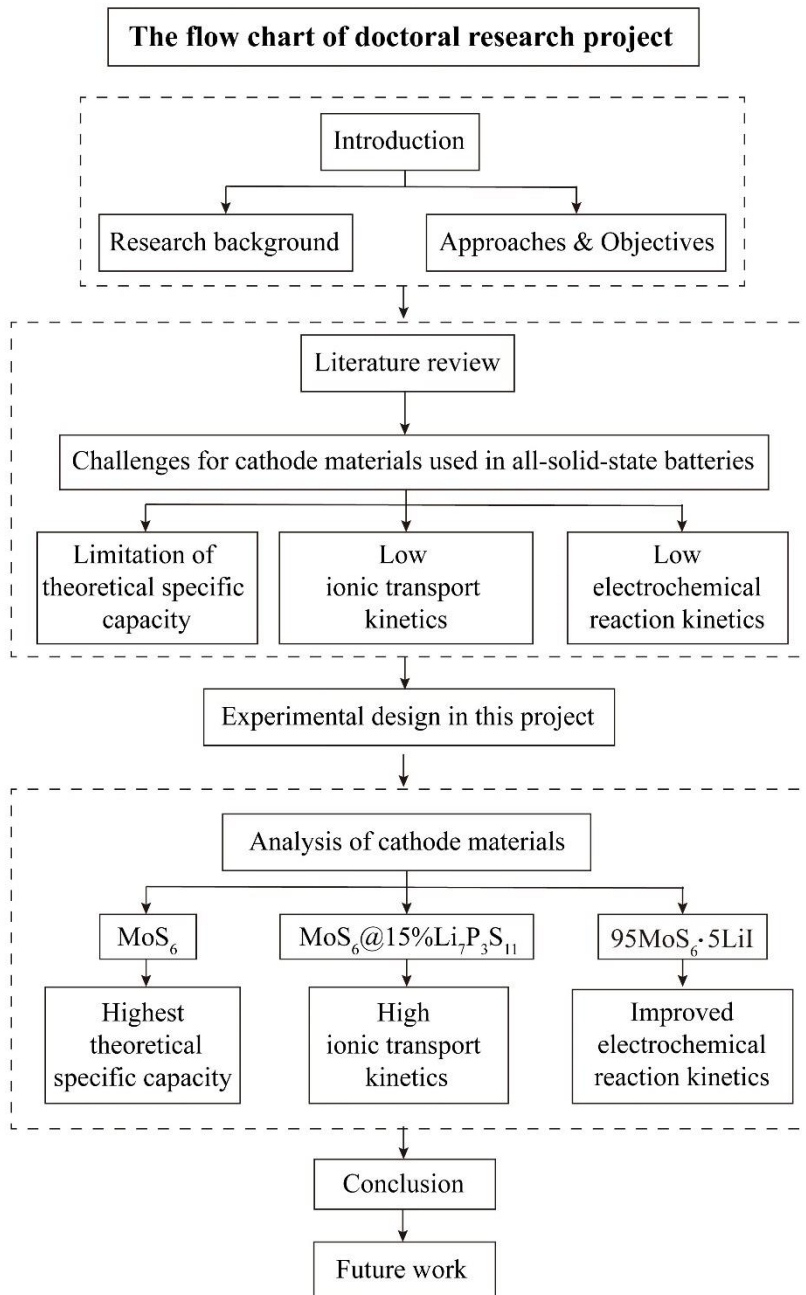 The flow chart of doctoral research project
Introduction
Research background
Approaches & Objectives
Literature review
Challenges for cathode materials used in all-solid-state batteries
Limitation of
theoretical specific
capacity
Low
ionic transport
kinetics
Low
electrochemical
reaction kinetics
Experimental design in this project
Analysis of cathode materials
MoS₆
MoS₆@15%Li₇P₃S₁₁
95MoS₆·5LiI
Highest
theoretical
specific capacity
High
ionic transport
kinetics
Improved
electrochemical
reaction kinetics
Conclusion
Future work